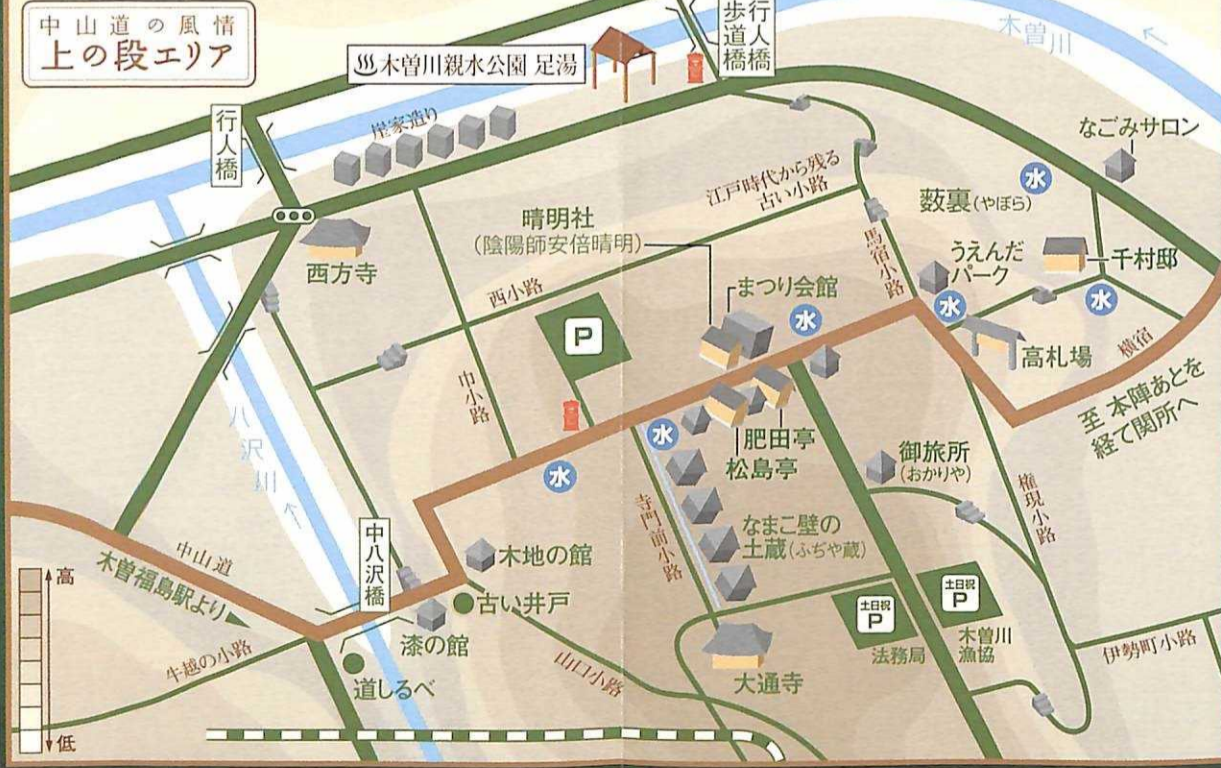 中山道の風情
上の段エリア
♨木曽川親水公園 足湯
行人橋
歩道橋
木曽川
行人橋
崖家造り
なごみサロン
水
江戸時代から残る
古い小路
薮裏(やぼら)
晴明社
(陰陽師安倍晴明)
馬宿小路
うえんだ
パーク
千村邸
西方寺
西小路
まつり会館
水
水
水
P
高札場
横宿
巾小路
至 本陣あとを
経て関所へ
八沢川
水
肥田亭
松島亭
御旅所
(おかりや)
水
権現小路
寺門前小路
なまこ壁の
土蔵(ふぢや蔵)
中八沢橋
木地の館
中山道
木曽福島駅より
高
低
古い井戸
土日祝
P
法務局
土日祝
P
木曽川
漁協
漆の館
伊勢町小路
牛越の小路
山口小路
大通寺
道しるべ